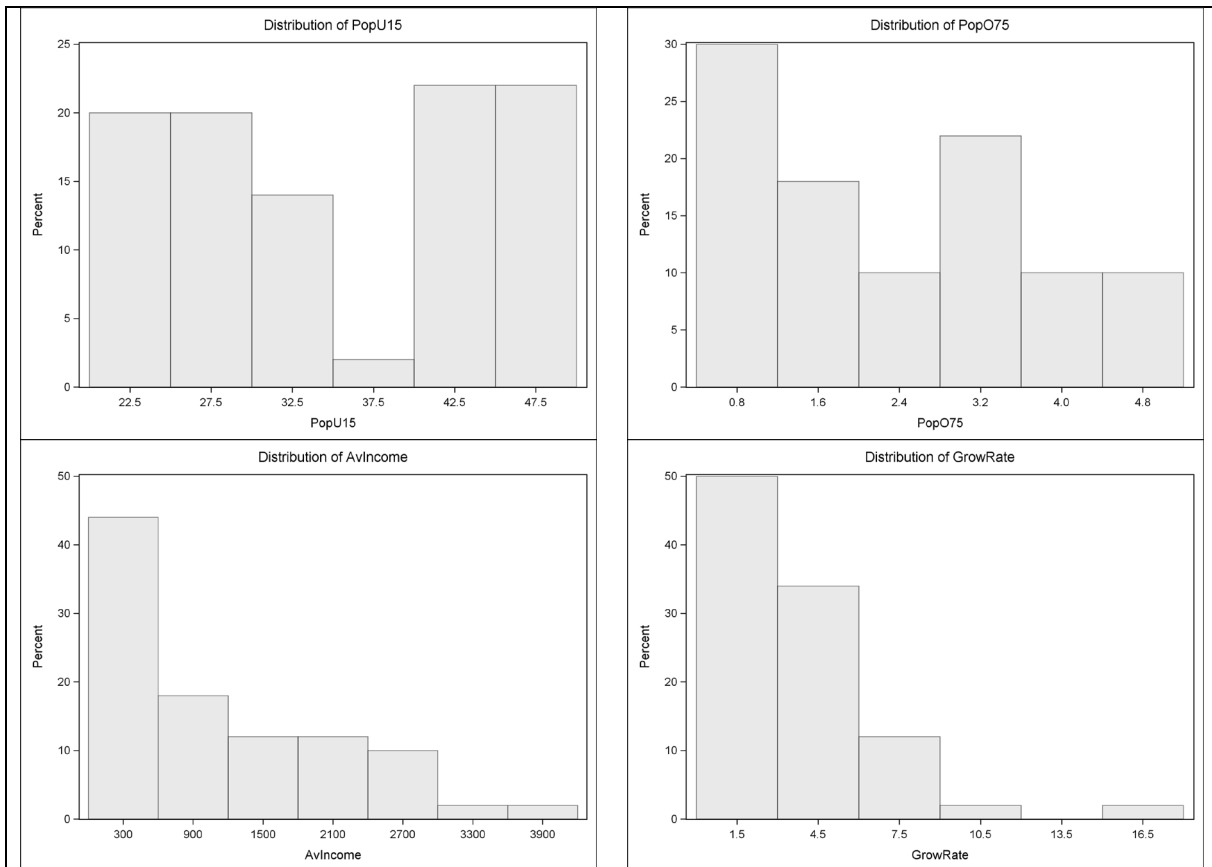 Distribution of PopU15
25
20
15
10
5
0
Percent
22.5 27.5 32.5 37.5 42.5 47.5
PopU15
Distribution of PopO75
30
25
20
15
10
5
0
Percent
0.8 1.6 2.4 3.2 4.0 4.8
PopO75
Distribution of AvIncome
50
40
30
20
10
0
Percent
300 900 1500 2100 2700 3300 3900
AvIncome
Distribution of GrowRate
50
40
30
20
10
0
Percent
1.5 4.5 7.5 10.5 13.5 16.5
GrowRate